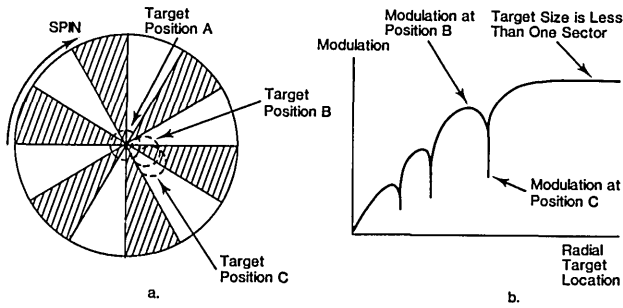 SPIN
Target
Position A
Target
Position B
Target
Position C
a.
Modulation
Modulation at
Position B
Target Size is Less
Than One Sector
Modulation at
Position C
Radial
Target
Location
b.